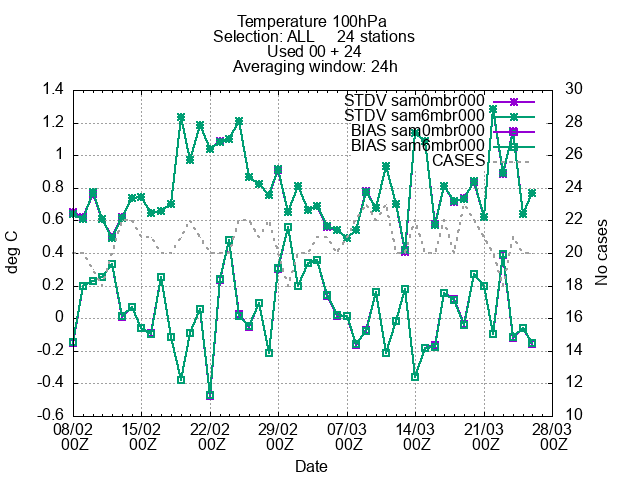 Temperature 100hPa
Selection: ALL 24 stations
Used 00 + 24
Averaging window: 24h
1.4
1.2
1
0.8
0.6
0.4
0.2
0
-0.2
-0.4
-0.6
deg C
30
28
26
24
22
20
18
16
14
12
10
No cases
STDV sam0mbr000
STDV sam6mbr000
BIAS sam0mbr000
BIAS sam6mbr000
CASES
08/02 15/02 22/02 29/02 07/03 14/03 21/03 28/03
00Z 00Z 00Z 00Z 00Z 00Z 00Z 00Z
Date